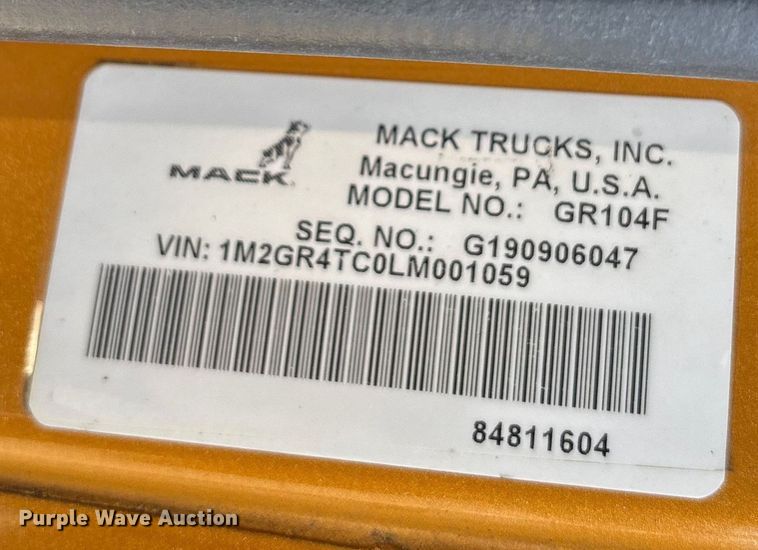 MACK
MACK TRUCKS, INC.
Macungie, PA, U.S.A.
MODEL NO.: GR104F
SEQ. NO.: G190906047
VIN: 1M2GR4TC0LM001059
84811604
Purple Wave Auction